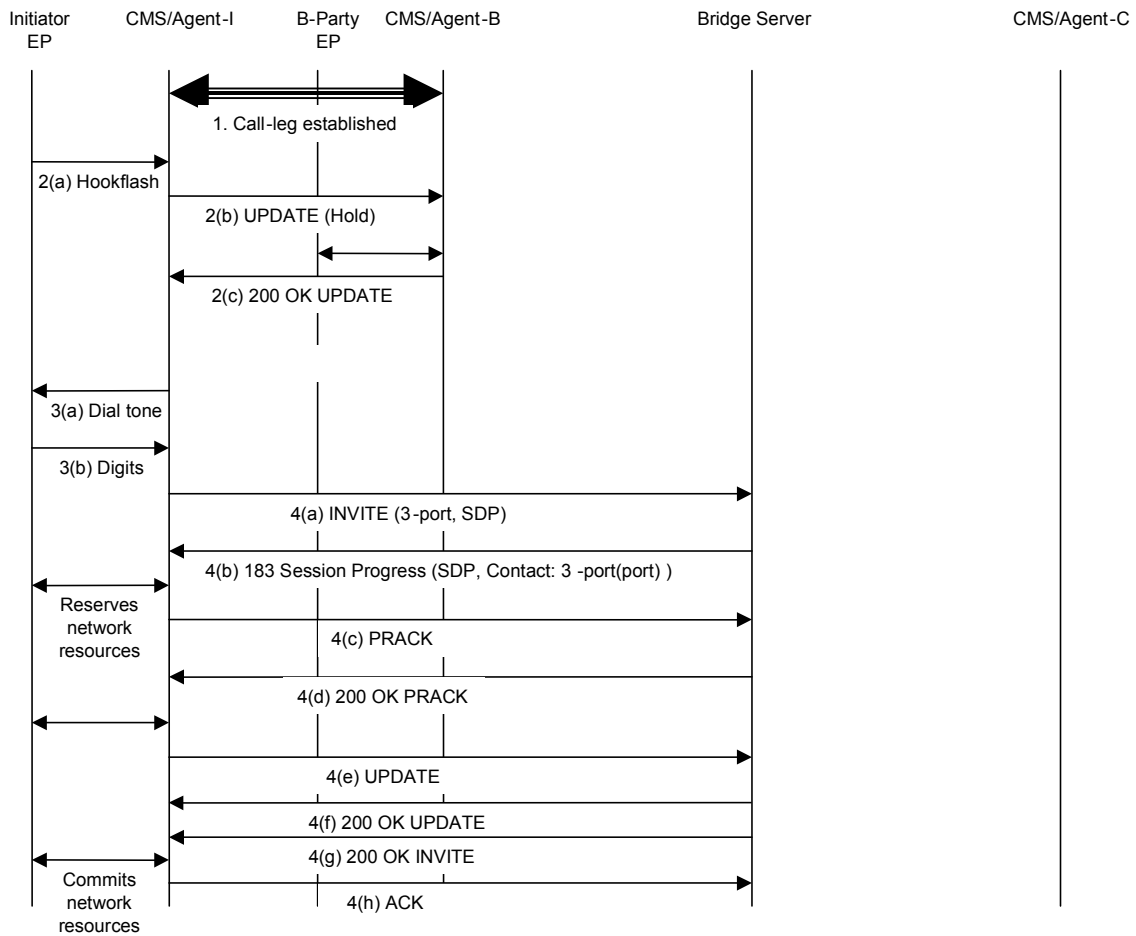 Initiator EP
CMS/Agent-I
B-Party EP
CMS/Agent-B
Bridge Server
CMS/Agent-C
1. Call-leg established
2(a) Hookflash
2(b) UPDATE (Hold)
2(c) 200 OK UPDATE
3(a) Dial tone
3(b) Digits
4(a) INVITE (3-port, SDP)
4(b) 183 Session Progress (SDP, Contact: 3 -port(port) )
Reserves
network
resources
4(c) PRACK
4(d) 200 OK PRACK
4(e) UPDATE
4(f) 200 OK UPDATE
4(g) 200 OK INVITE
Commits
network
resources
4(h) ACK